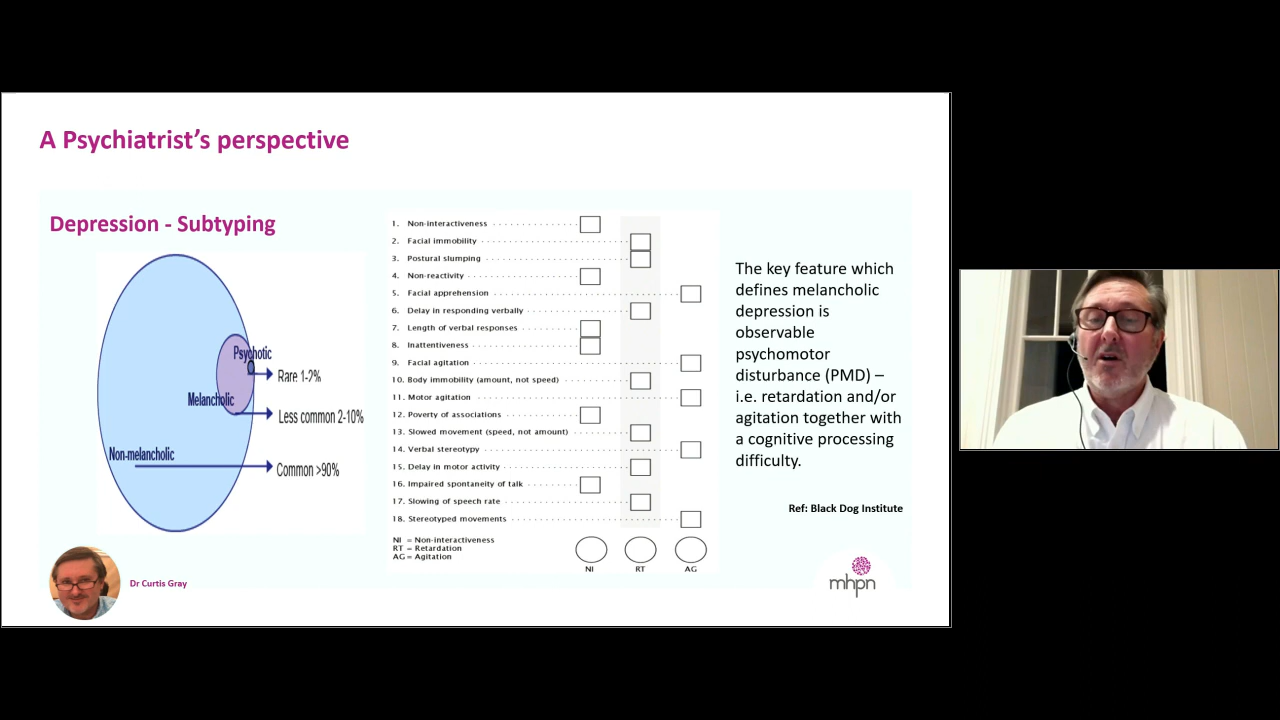 A Psychiatrist's perspective
Depression - Subtyping
Psychotic
Rare 1-2%
Melancholic
Less common 2-10%
Non-melancholic
Common >90%
1. Non-interactiveness
2. Facial immobility
3. Postural slumping
4. Non-reactivity
5. Facial apprehension
6. Delay in responding verbally
7. Length of verbal responses
8. Inattentiveness
9. Facial agitation
10. Body immobility (amount, not speed)
11. Motor agitation
12. Poverty of associations
13. Slowed movement (speed, not amount)
14. Verbal stereotypy
15. Delay in motor activity
16. Impaired spontaneity of talk
17. Slowing of speech rate
18. Stereotyped movements
NI = Non-interactiveness
RT = Retardation
AG = Agitation
NI RT AG
The key feature which
defines melancholic
depression is
observable
psychomotor
disturbance (PMD) –
i.e. retardation and/or
agitation together with
a cognitive processing
difficulty.
Ref: Black Dog Institute
Dr Curtis Gray
mhpn